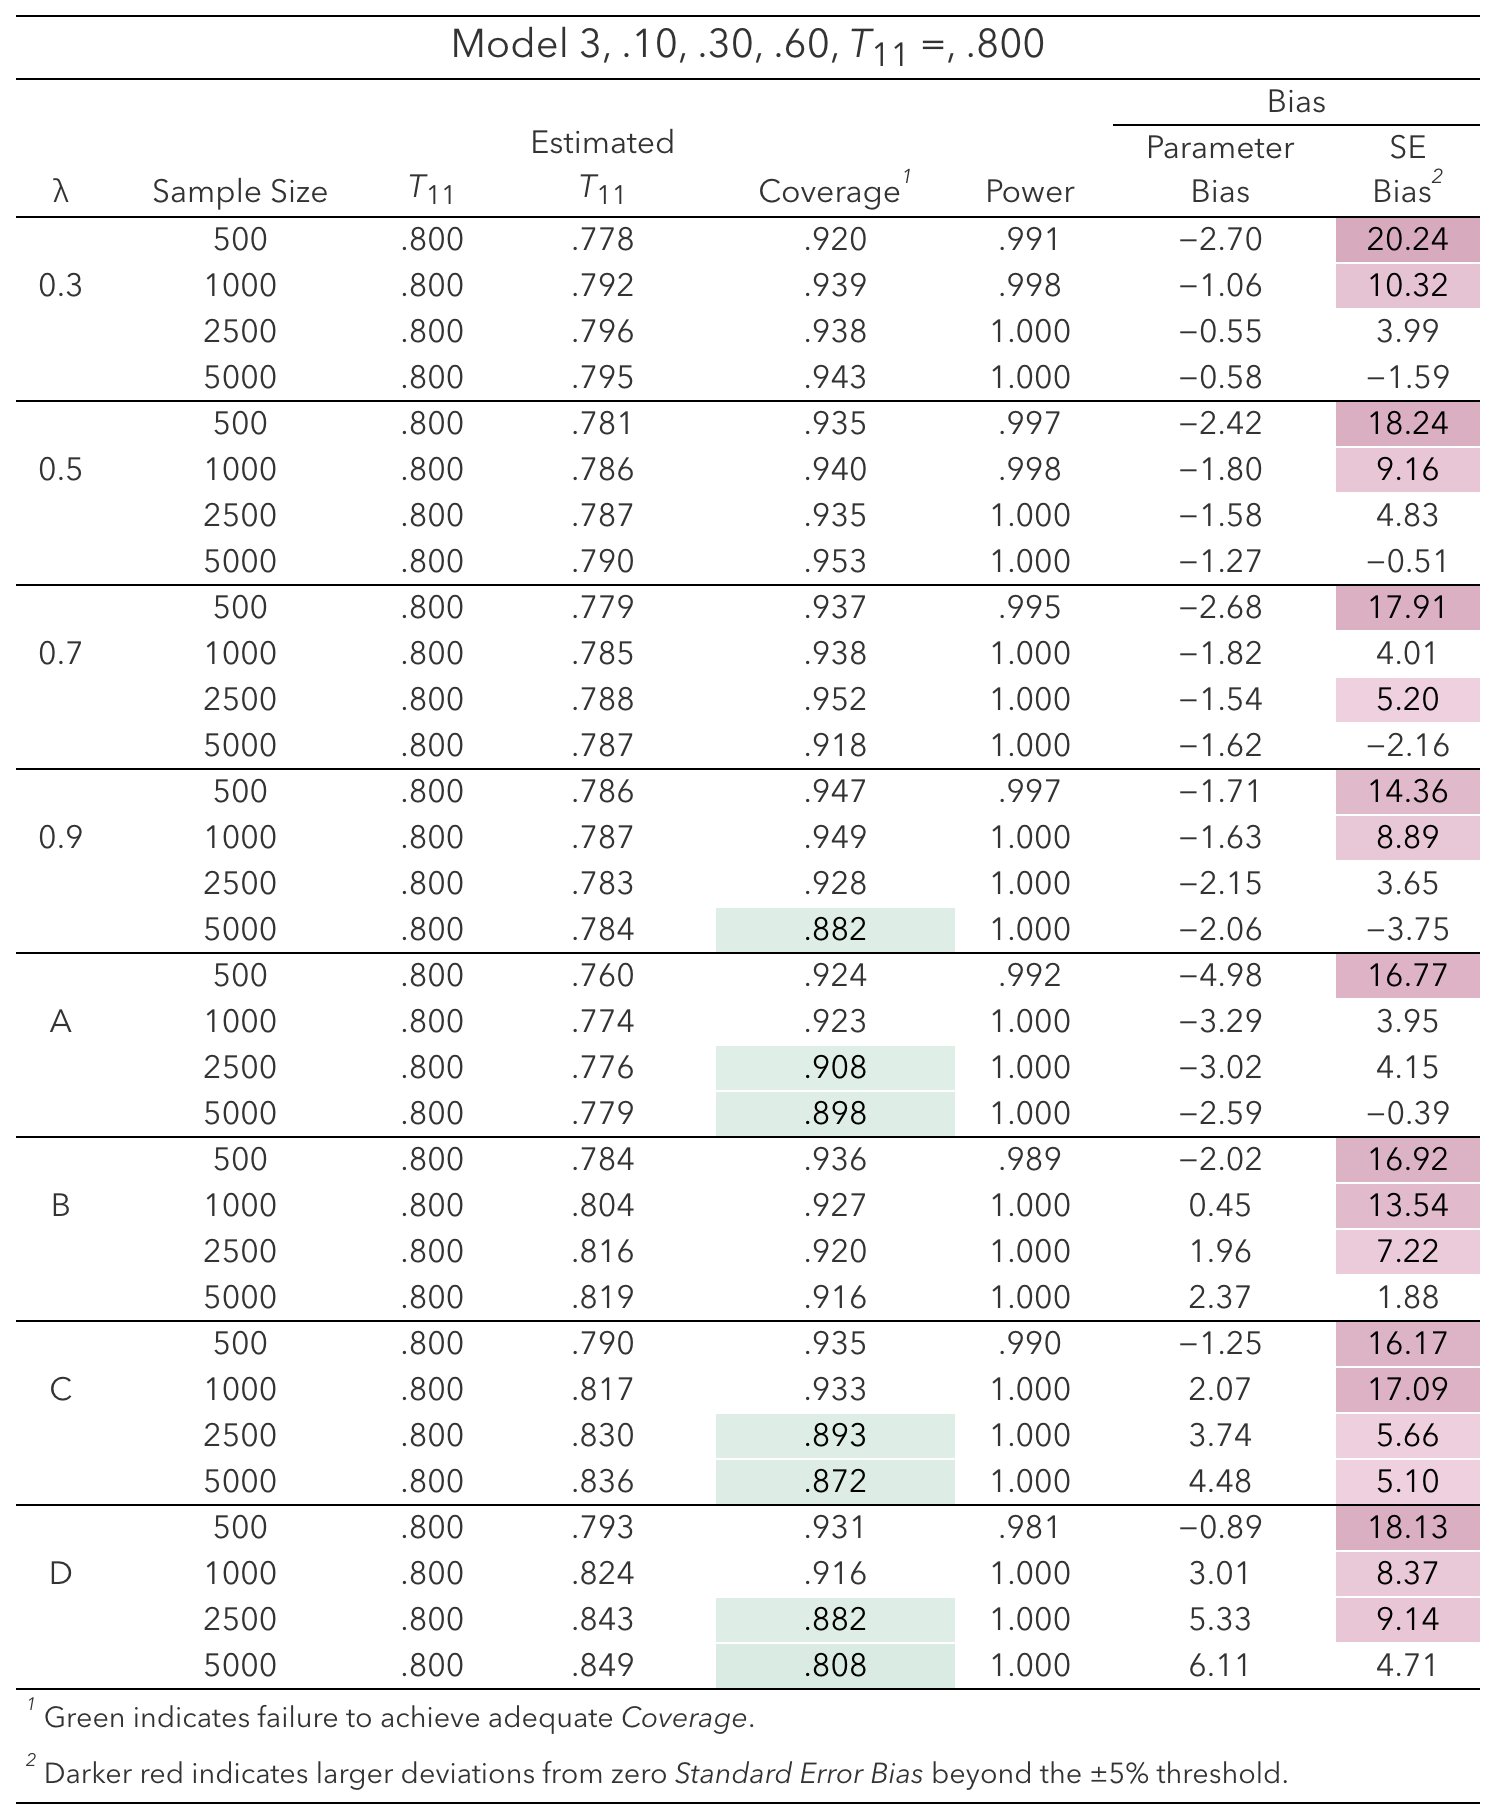 Model 3, .10, .30, .60, T11 =, .800
Bias
Estimated Parameter SE
λ Sample Size T11 T11 Coverage1 Power Bias Bias2
500 .800 .778 .920 .991 −2.70 20.24
0.3 1000 .800 .792 .939 .998 −1.06 10.32
2500 .800 .796 .938 1.000 −0.55 3.99
5000 .800 .795 .943 1.000 −0.58 −1.59
500 .800 .781 .935 .997 −2.42 18.24
0.5 1000 .800 .786 .940 .998 −1.80 9.16
2500 .800 .787 .935 1.000 −1.58 4.83
5000 .800 .790 .953 1.000 −1.27 −0.51
500 .800 .779 .937 .995 −2.68 17.91
0.7 1000 .800 .785 .938 1.000 −1.82 4.01
2500 .800 .788 .952 1.000 −1.54 5.20
5000 .800 .787 .918 1.000 −1.62 −2.16
500 .800 .786 .947 .997 −1.71 14.36
0.9 1000 .800 .787 .949 1.000 −1.63 8.89
2500 .800 .783 .928 1.000 −2.15 3.65
5000 .800 .784 .882 1.000 −2.06 −3.75
500 .800 .760 .924 .992 −4.98 16.77
A 1000 .800 .774 .923 1.000 −3.29 3.95
2500 .800 .776 .908 1.000 −3.02 4.15
5000 .800 .779 .898 1.000 −2.59 −0.39
500 .800 .784 .936 .989 −2.02 16.92
B 1000 .800 .804 .927 1.000 0.45 13.54
2500 .800 .816 .920 1.000 1.96 7.22
5000 .800 .819 .916 1.000 2.37 1.88
500 .800 .790 .935 .990 −1.25 16.17
C 1000 .800 .817 .933 1.000 2.07 17.09
2500 .800 .830 .893 1.000 3.74 5.66
5000 .800 .836 .872 1.000 4.48 5.10
500 .800 .793 .931 .981 −0.89 18.13
D 1000 .800 .824 .916 1.000 3.01 8.37
2500 .800 .843 .882 1.000 5.33 9.14
5000 .800 .849 .808 1.000 6.11 4.71
1 Green indicates failure to achieve adequate Coverage.
2 Darker red indicates larger deviations from zero Standard Error Bias beyond the ±5% threshold.